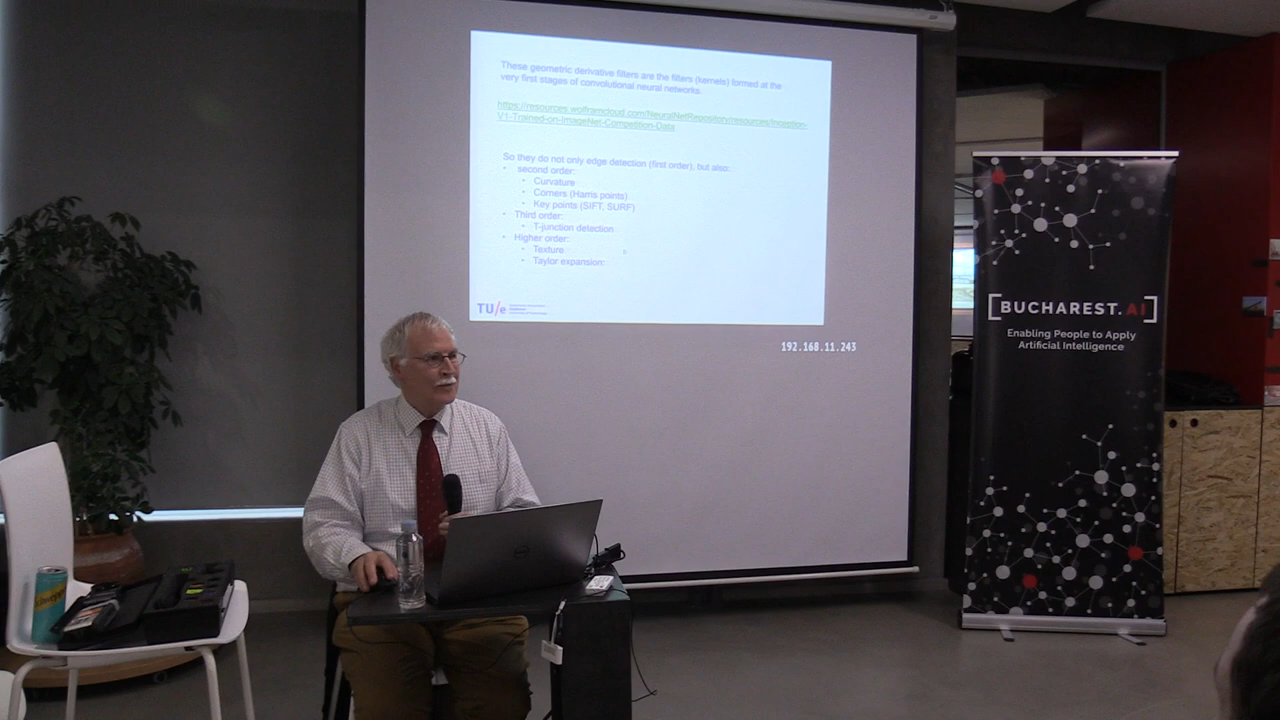 These geometric derivative filters are the filters (kernels) formed at the
very first stages of convolutional neural networks.
https://resources.wolframcloud.com/NeuralNetRepository/resources/Inception-
V1-Trained-on-ImageNet-Competition-Data
So they do not only edge detection (first order), but also:
• second order:
• Curvature
• Corners (Harris points)
• Key points (SIFT, SURF)
• Third order:
• T-junction detection
• Higher order:
• Texture
• Taylor expansion:
TU/e
192.168.11.243
[BUCHAREST.AI]
Enabling People to Apply
Artificial Intelligence
DELL